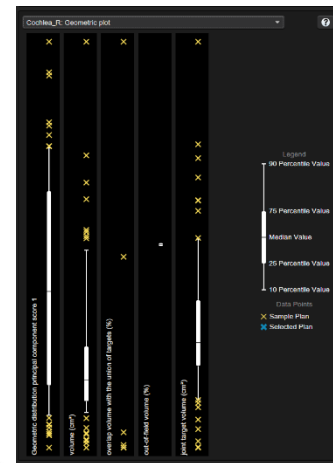 Cochlea_R: Geometric plot
?
Geometric distribution principal component score 1
volume (cm³)
overlap volume with the union of targets (%)
out-of-field volume (%)
joint target volume (cm³)
Legend
90 Percentile Value
75 Percentile Value
Median Value
25 Percentile Value
10 Percentile Value
Data Points
Sample Plan
Selected Plan